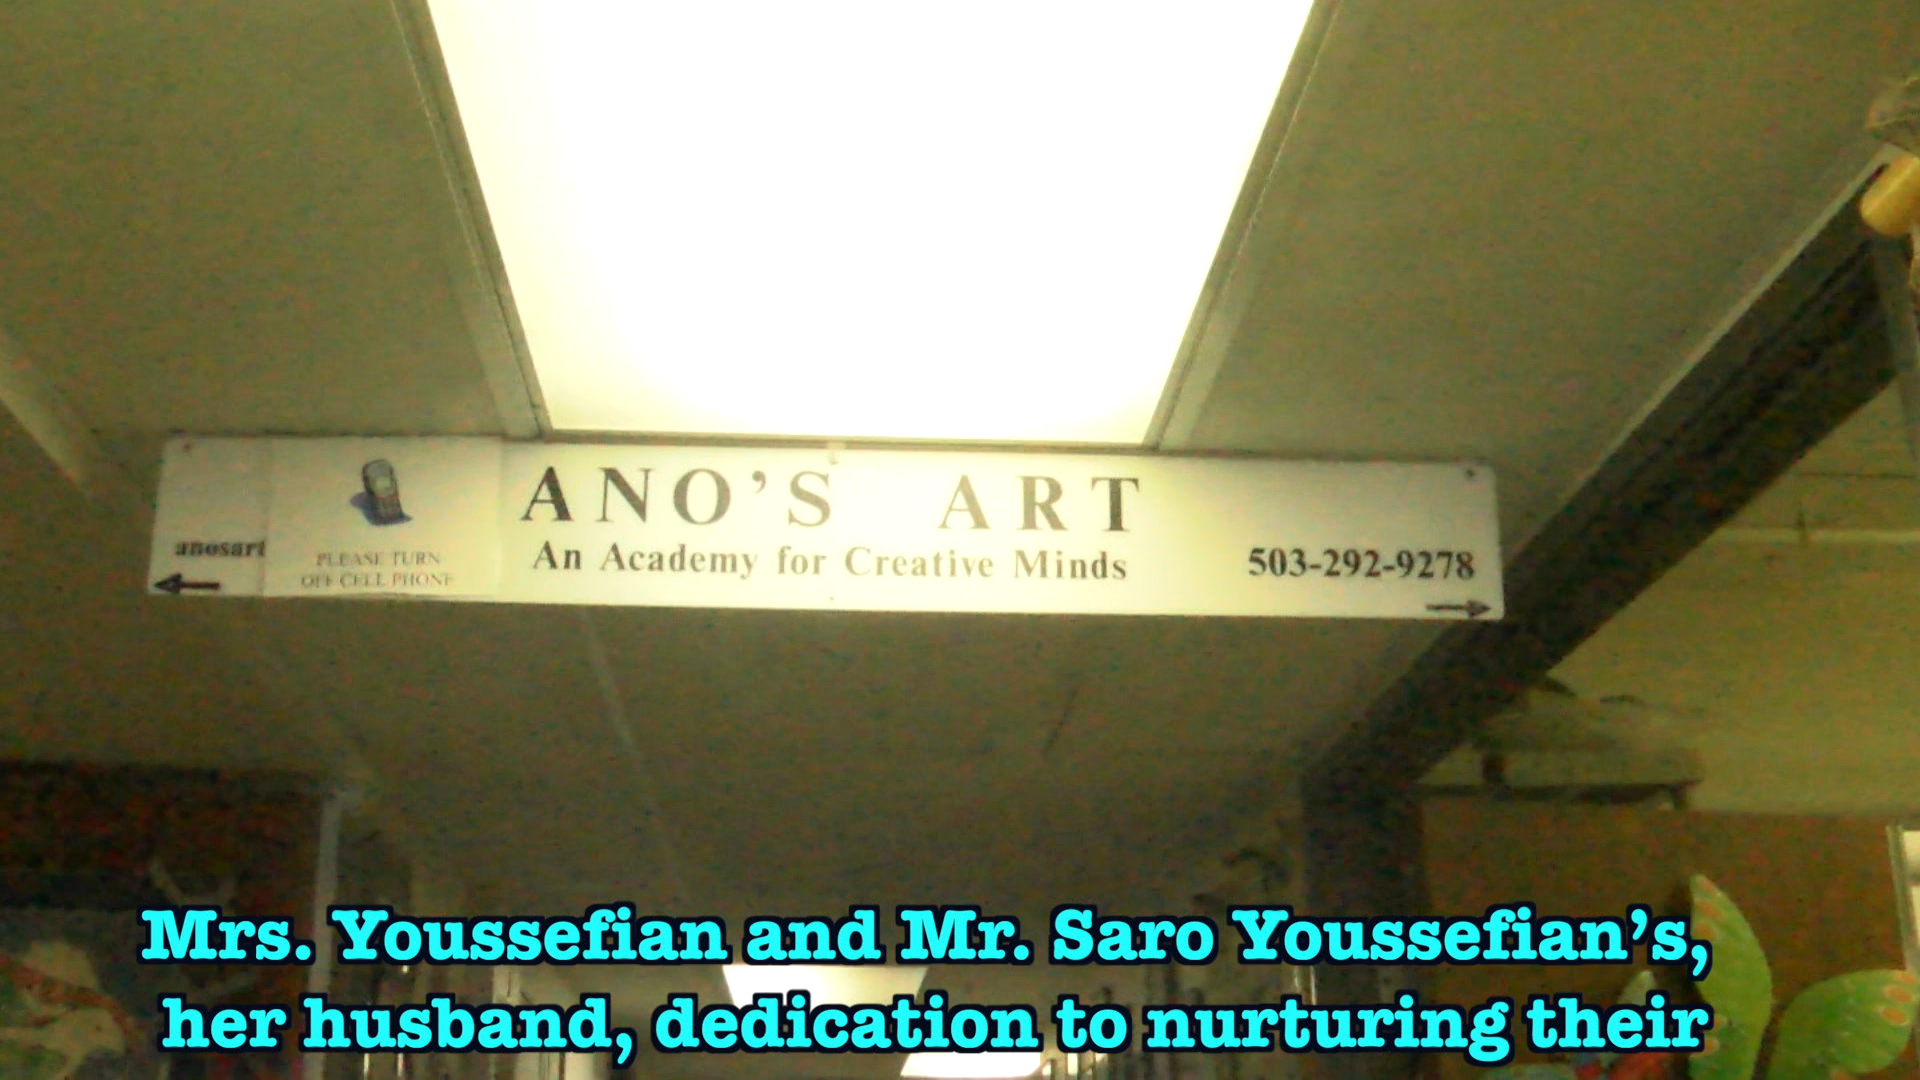 ANO'S ART
An Academy for Creative Minds
503-292-9278
anosart
PLEASE TURN
OFF CELL PHONE
Mrs. Youssefian and Mr. Saro Youssefian's,
her husband, dedication to nurturing their